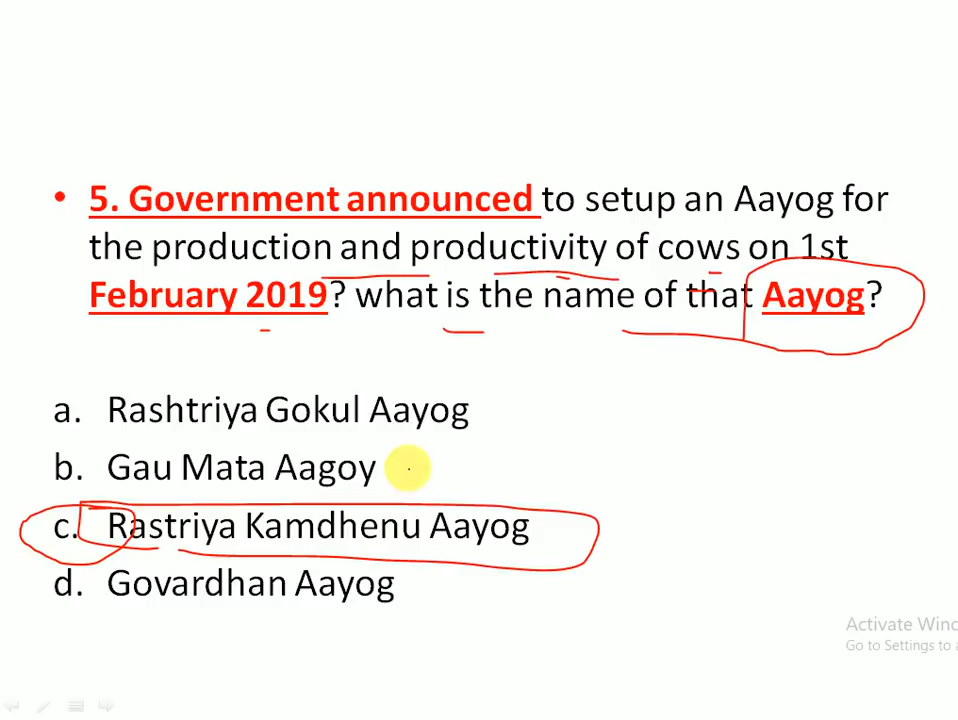 • 5. Government announced to setup an Aayog for
the production and productivity of cows on 1st
February 2019? what is the name of that Aayog?
a. Rashtriya Gokul Aayog
b. Gau Mata Aagoy
c. Rastriya Kamdhenu Aayog
d. Govardhan Aayog
Activate Winc
Go to Settings to a